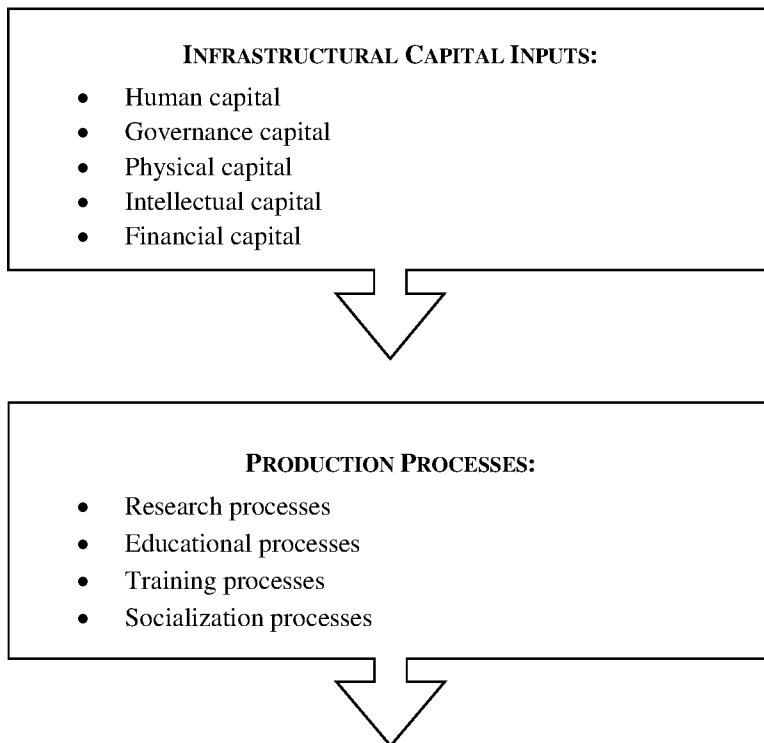 INFRASTRUCTURAL CAPITAL INPUTS:
• Human capital
• Governance capital
• Physical capital
• Intellectual capital
• Financial capital
PRODUCTION PROCESSES:
• Research processes
• Educational processes
• Training processes
• Socialization processes